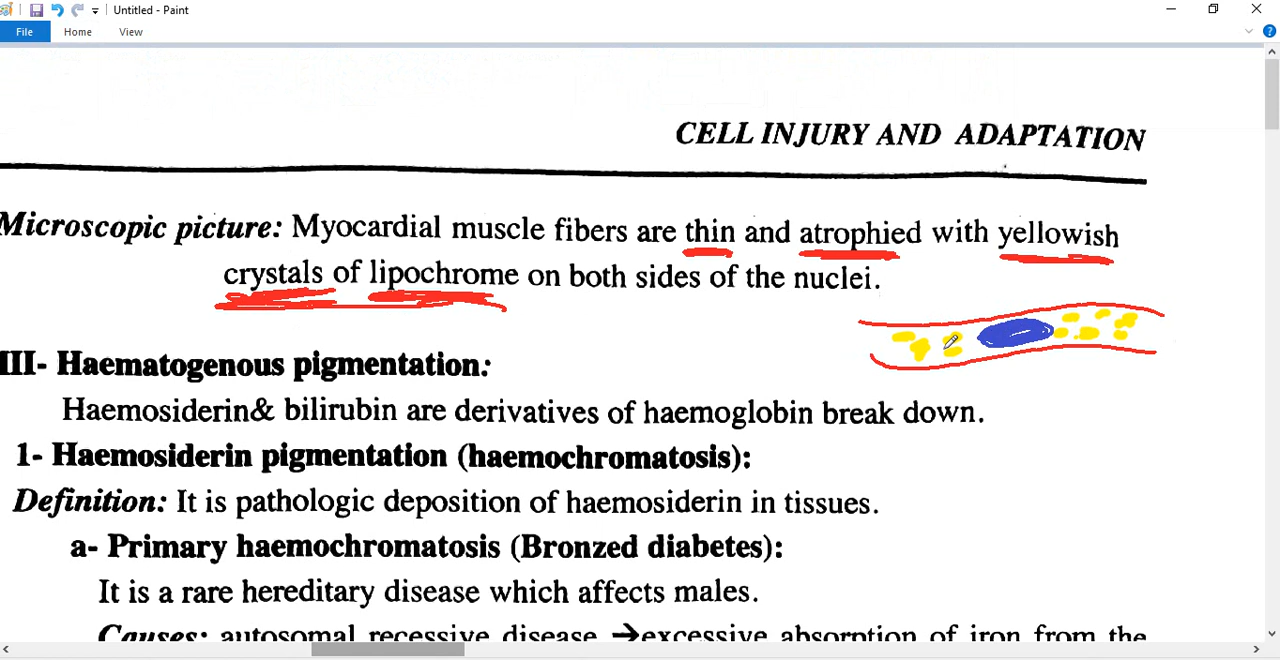 Untitled - Paint
File Home View
CELL INJURY AND ADAPTATION
Microscopic picture: Myocardial muscle fibers are thin and atrophied with yellowish
crystals of lipochrome on both sides of the nuclei.
III- Haematogenous pigmentation:
Haemosiderin& bilirubin are derivatives of haemoglobin break down.
1- Haemosiderin pigmentation (haemochromatosis):
Definition: It is pathologic deposition of haemosiderin in tissues.
a- Primary haemochromatosis (Bronzed diabetes):
It is a rare hereditary disease which affects males.
Causes: autosomal recessive disease →excessive absorption of iron from the